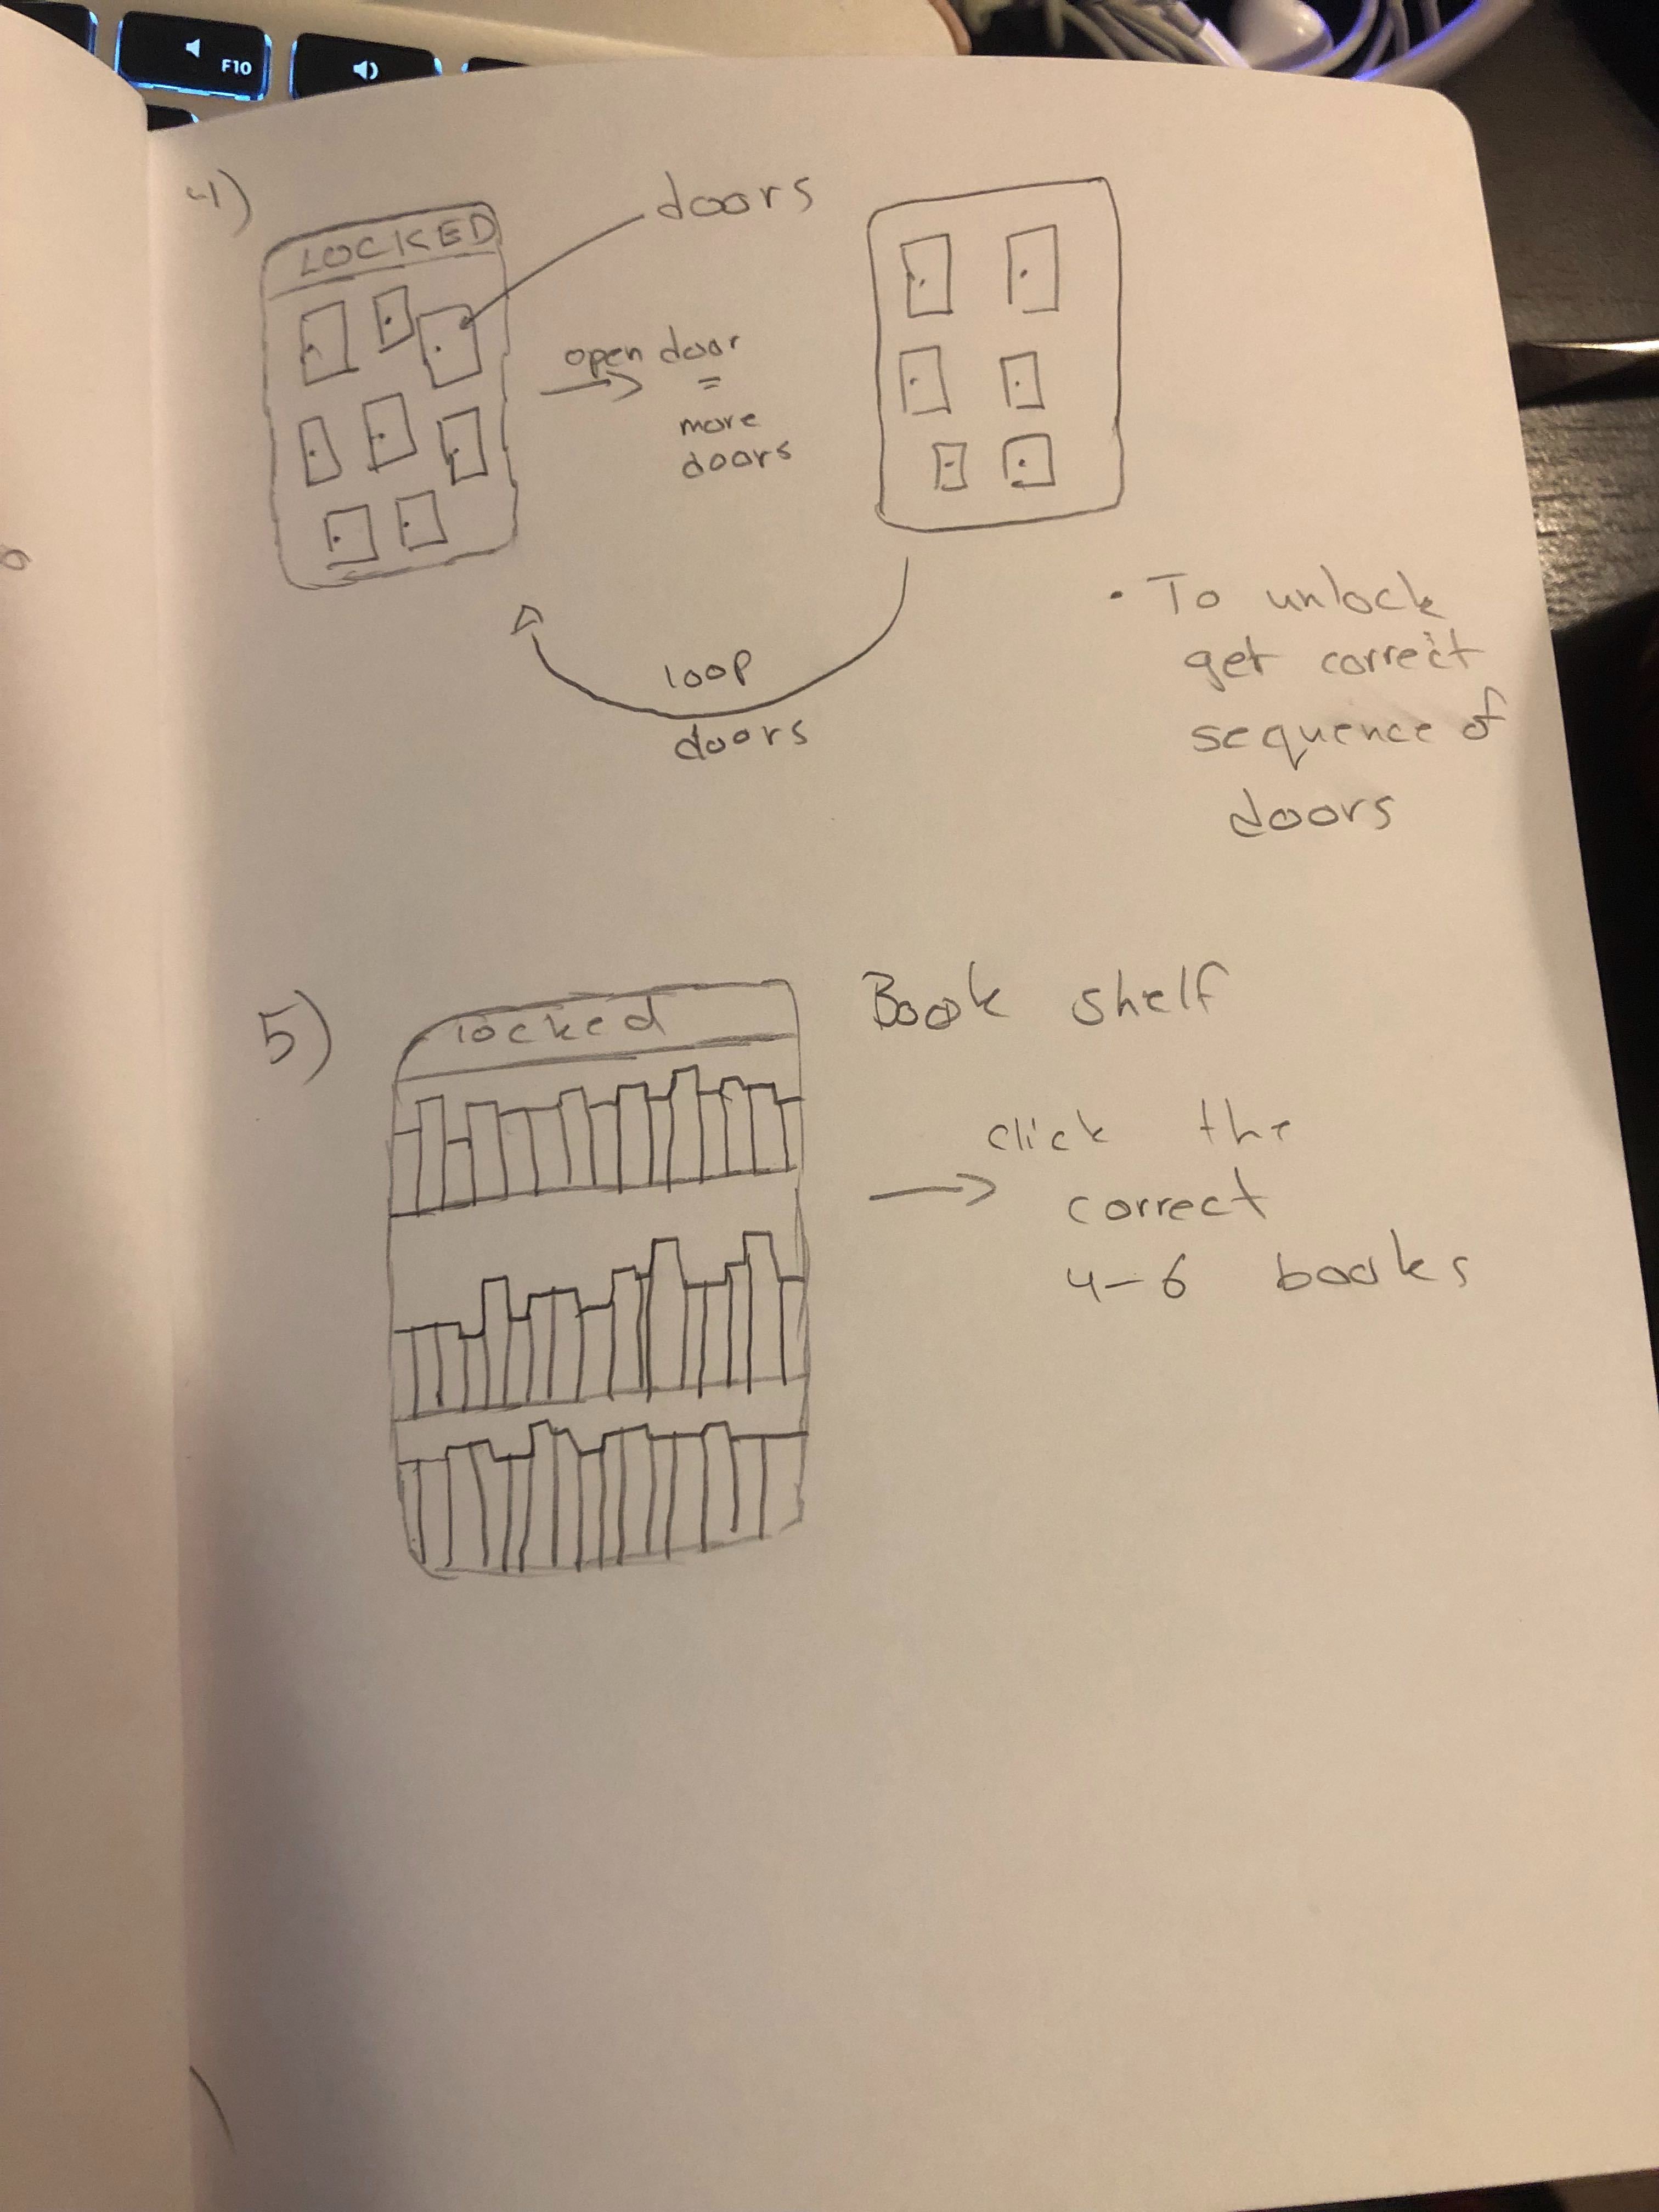 F10
4)
LOCKED
doors
open door
=
more
doors
loop
doors
• To unlock
get correct
sequence of
doors
5)
locked
Book shelf
click the
correct
4-6 books